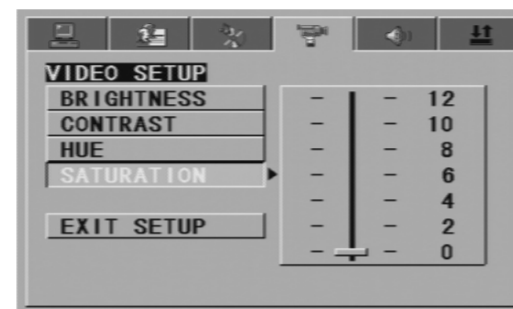 VIDEO SETUP
BRIGHTNESS
CONTRAST
HUE
SATURATION
EXIT SETUP
12
10
8
6
4
2
0